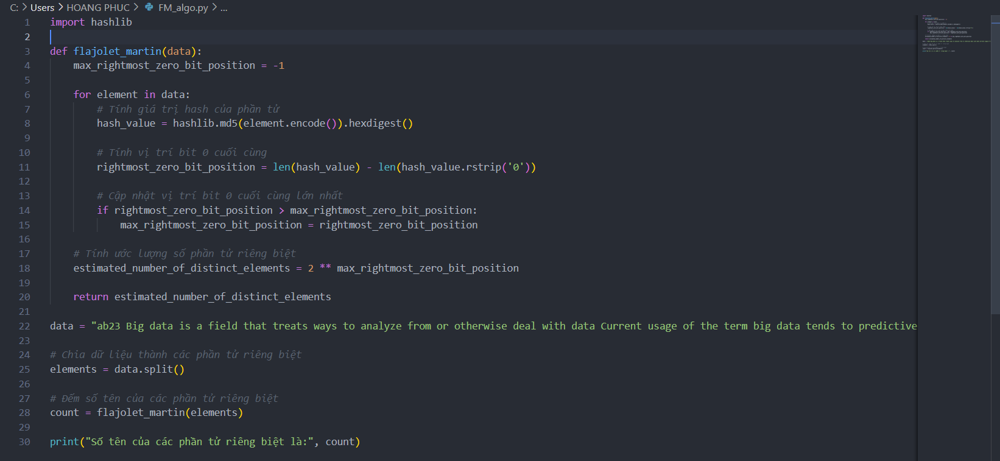 C: > Users > HOANG PHUC > FM_algo.py > ...
1 import hashlib
2
3 def flajolet_martin(data):
4 max_rightmost_zero_bit_position = -1
5
6 for element in data:
7 # Tính giá trị hash của phần tử
8 hash_value = hashlib.md5(element.encode()).hexdigest()
9
10 # Tính vị trí bit 0 cuối cùng
11 rightmost_zero_bit_position = len(hash_value) - len(hash_value.rstrip('0'))
12
13 # Cập nhật vị trí bit 0 cuối cùng lớn nhất
14 if rightmost_zero_bit_position > max_rightmost_zero_bit_position:
15 max_rightmost_zero_bit_position = rightmost_zero_bit_position
16
17 # Tính ước lượng số phần tử riêng biệt
18 estimated_number_of_distinct_elements = 2 ** max_rightmost_zero_bit_position
19
20 return estimated_number_of_distinct_elements
21
22 data = "ab23 Big data is a field that treats ways to analyze from or otherwise deal with data Current usage of the term big data tends to predictive
23
24 # Chia dữ liệu thành các phần tử riêng biệt
25 elements = data.split()
26
27 # Đếm số tên của các phần tử riêng biệt
28 count = flajolet_martin(elements)
29
30 print("Số tên của các phần tử riêng biệt là:", count)